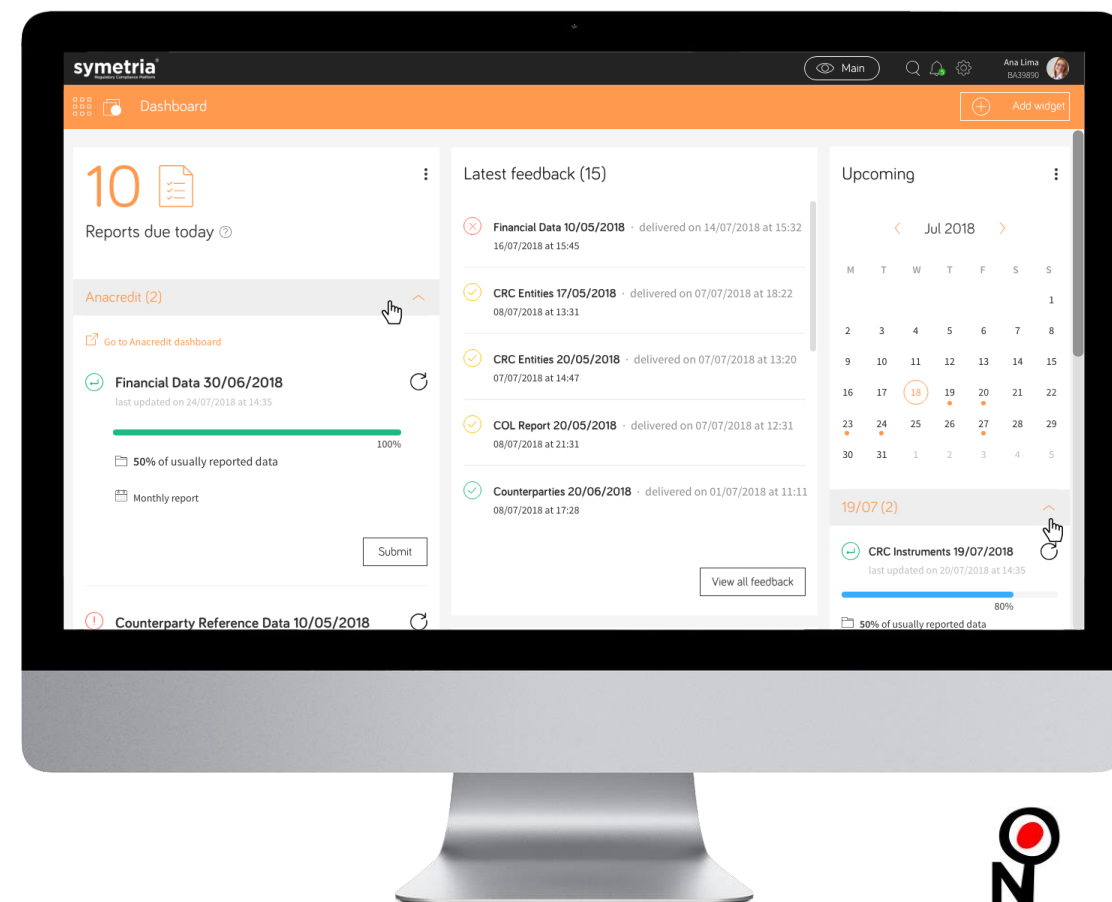 symetria
Regulatory Compliance Platform
Main
Ana Lima
BA39890
Dashboard
Add widget
10
Reports due today
Anacredit (2)
Go to Anacredit dashboard
Financial Data 30/06/2018
last updated on 24/07/2018 at 14:35
100%
50% of usually reported data
Monthly report
Submit
Counterparty Reference Data 10/05/2018
Latest feedback (15)
Financial Data 10/05/2018 · delivered on 14/07/2018 at 15:32
16/07/2018 at 15:45
CRC Entities 17/05/2018 · delivered on 07/07/2018 at 18:22
08/07/2018 at 13:31
CRC Entities 20/05/2018 · delivered on 07/07/2018 at 13:20
07/07/2018 at 14:47
COL Report 20/05/2018 · delivered on 07/07/2018 at 12:31
08/07/2018 at 21:31
Counterparties 20/06/2018 · delivered on 01/07/2018 at 11:11
08/07/2018 at 17:28
View all feedback
Upcoming
Jul 2018
M T W T F S S
1
2 3 4 5 6 7 8
9 10 11 12 13 14 15
16 17 18 19 20 21 22
23 24 25 26 27 28 29
30 31 1 2 3 4 5
19/07 (2)
CRC Instruments 19/07/2018
last updated on 20/07/2018 at 14:35
80%
50% of usually reported data
N